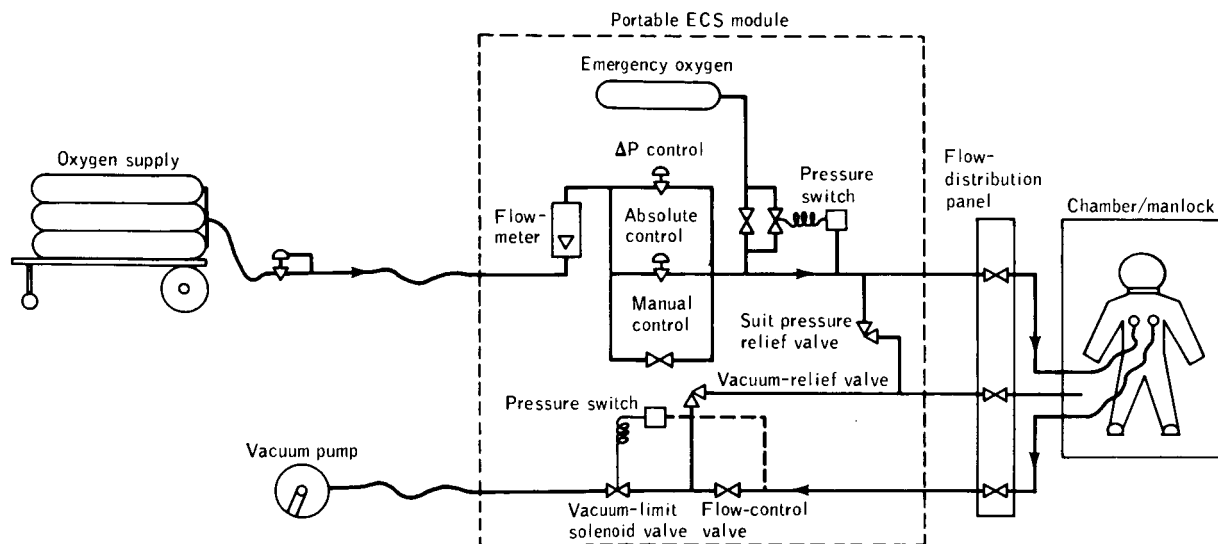 Portable ECS module
Emergency oxygen
Oxygen supply
ΔP control
Flow-
meter
Absolute
control
Manual
control
Pressure
switch
Flow-
distribution
panel
Chamber/manlock
Suit pressure
relief valve
Vacuum-relief valve
Pressure switch
Vacuum pump
Vacuum-limit
solenoid valve
Flow-control
valve